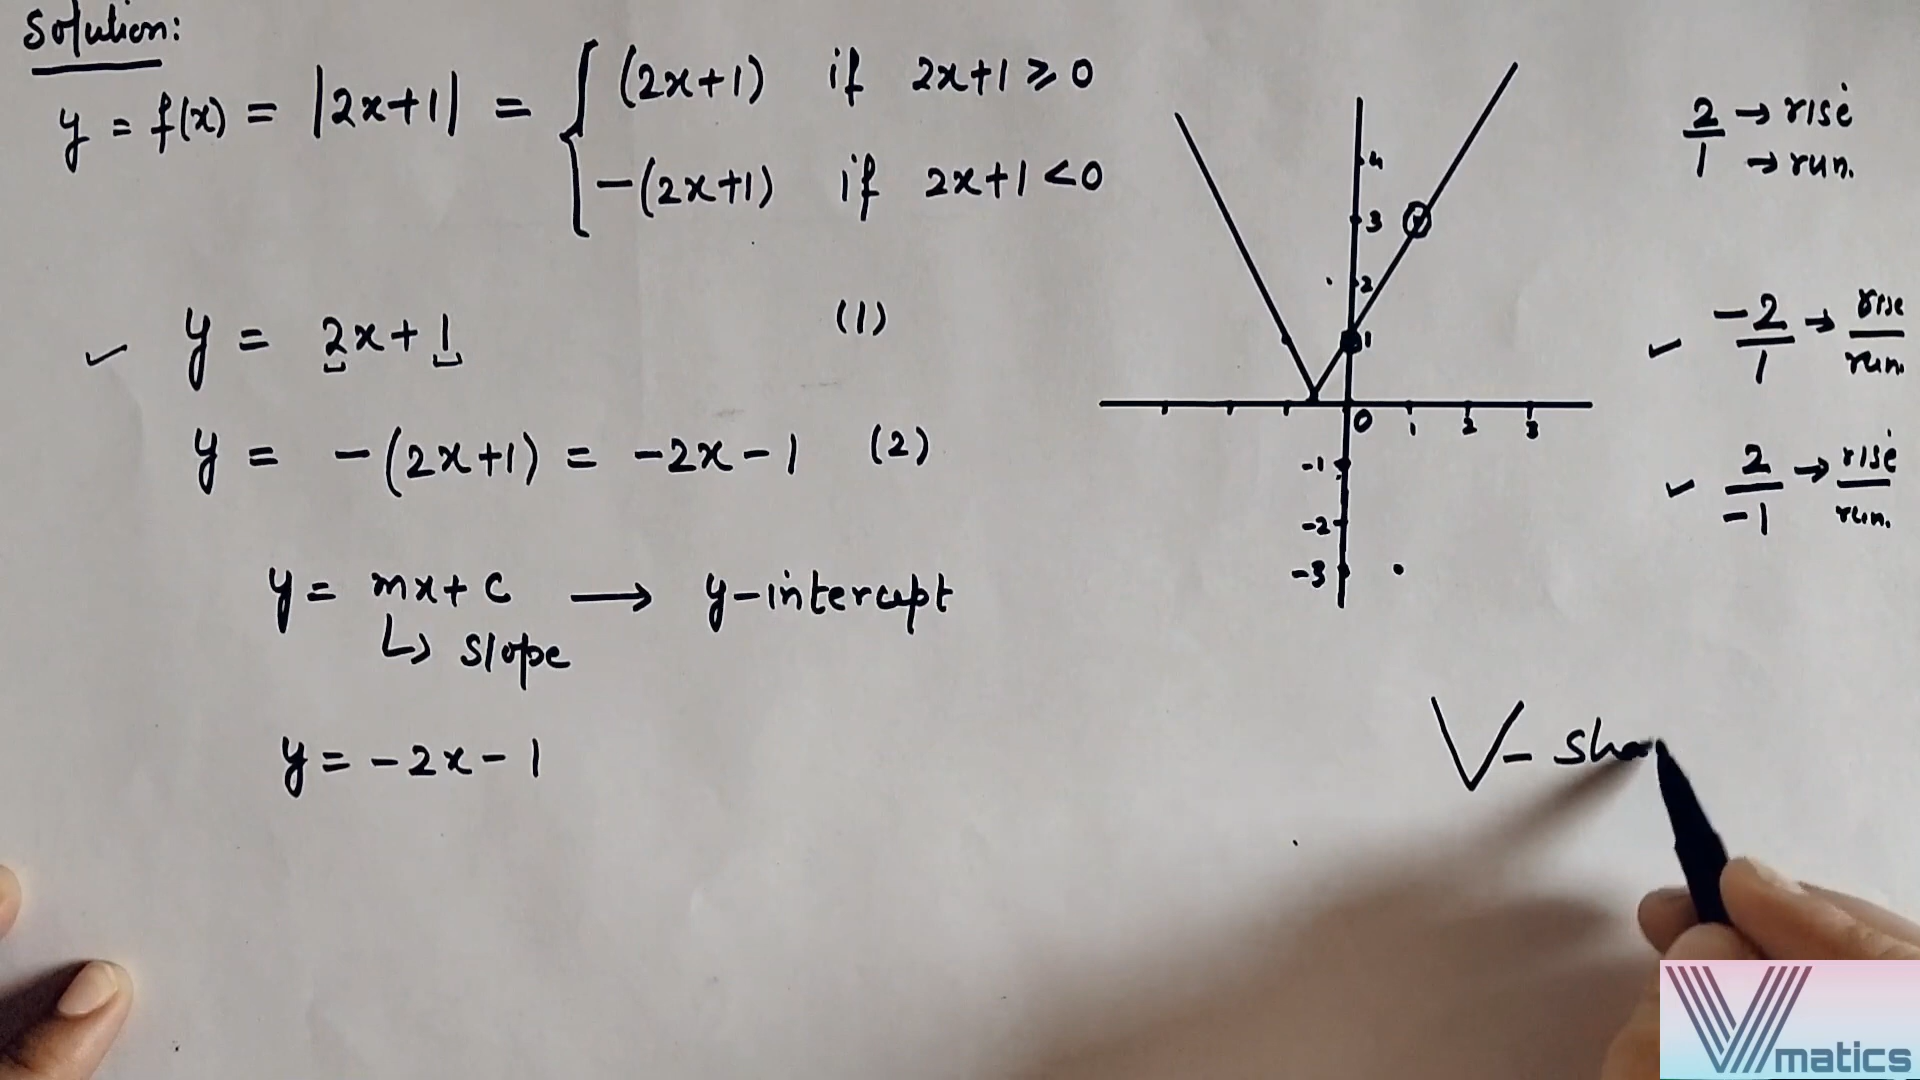 Solution:
y = f(x) = |2x+1| = { (2x+1) if 2x+1 ≥ 0
-(2x+1) if 2x+1 < 0
y = 2x+1 (1)
y = -(2x+1) = -2x-1 (2)
y = mx+c → y-intercept
↳ slope
y = -2x-1
4
3
2
1
0 1 2 3
-1
-2
-3
2/1 → rise
→ run.
-2/1 → rise/run.
2/-1 → rise/run.
V- sha
Vmatics